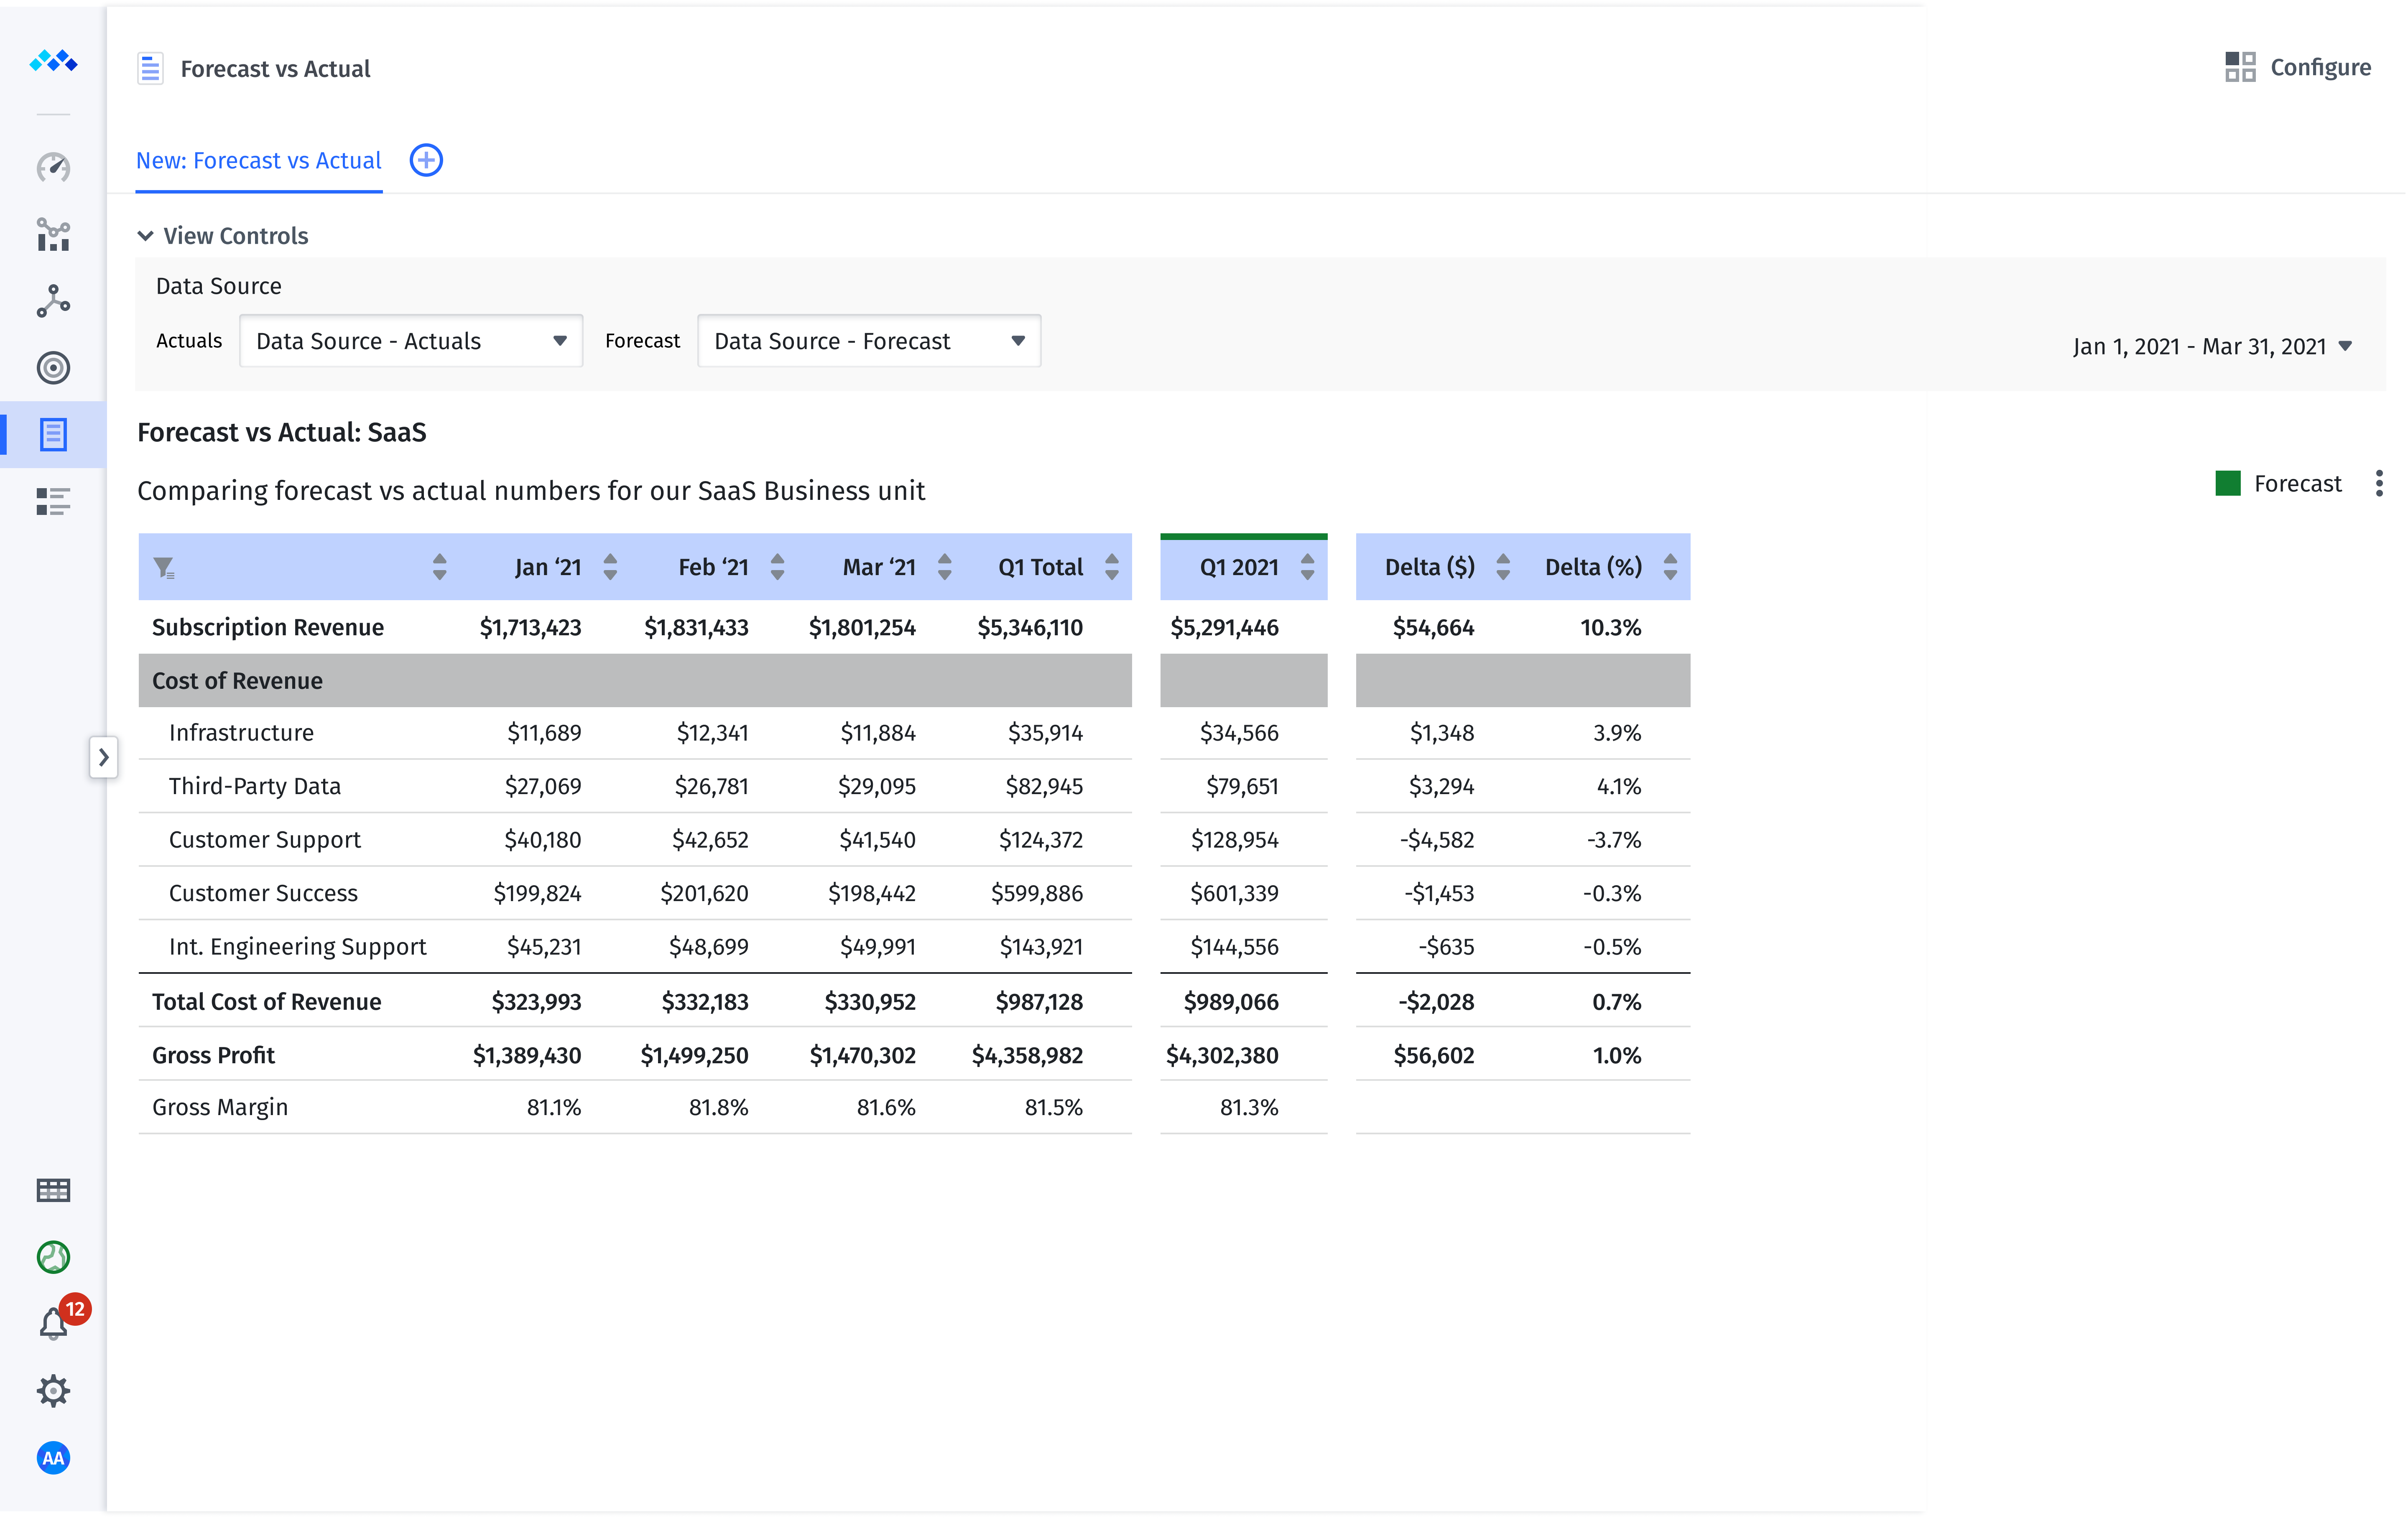 Forecast vs Actual
Configure
New: Forecast vs Actual
View Controls
Data Source
Actuals Data Source - Actuals Forecast Data Source - Forecast Jan 1, 2021 - Mar 31, 2021
Forecast vs Actual: SaaS
Comparing forecast vs actual numbers for our SaaS Business unit
Forecast
Jan ‘21 Feb ‘21 Mar ‘21 Q1 Total Q1 2021 Delta ($) Delta (%)
Subscription Revenue $1,713,423 $1,831,433 $1,801,254 $5,346,110 $5,291,446 $54,664 10.3%
Cost of Revenue
Infrastructure $11,689 $12,341 $11,884 $35,914 $34,566 $1,348 3.9%
Third-Party Data $27,069 $26,781 $29,095 $82,945 $79,651 $3,294 4.1%
Customer Support $40,180 $42,652 $41,540 $124,372 $128,954 -$4,582 -3.7%
Customer Success $199,824 $201,620 $198,442 $599,886 $601,339 -$1,453 -0.3%
Int. Engineering Support $45,231 $48,699 $49,991 $143,921 $144,556 -$635 -0.5%
Total Cost of Revenue $323,993 $332,183 $330,952 $987,128 $989,066 -$2,028 0.7%
Gross Profit $1,389,430 $1,499,250 $1,470,302 $4,358,982 $4,302,380 $56,602 1.0%
Gross Margin 81.1% 81.8% 81.6% 81.5% 81.3%
12
AA